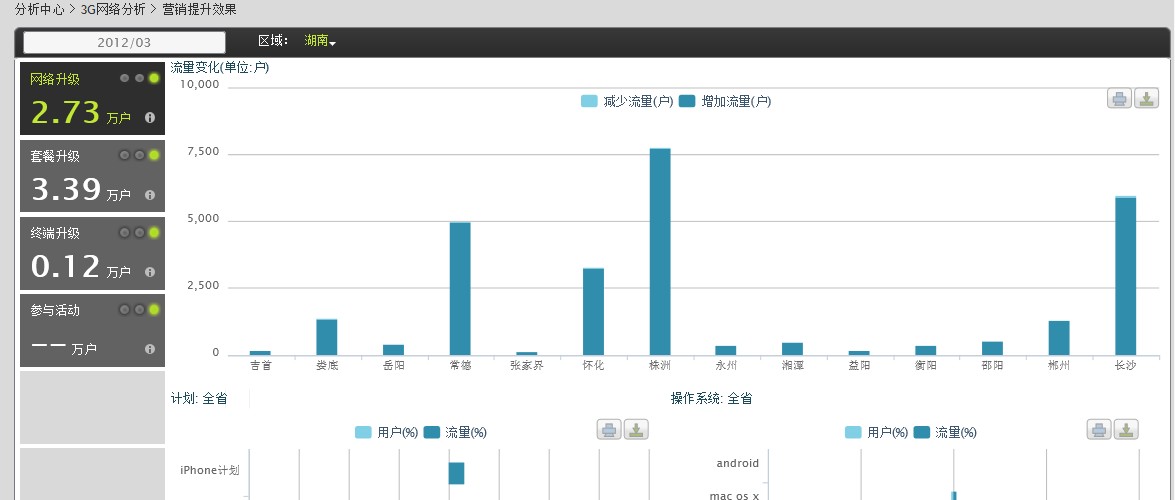 分析中心 > 3G网络分析 > 营销提升效果
2012/03 区域: 湖南
网络升级
2.73 万户
套餐升级
3.39 万户
终端升级
0.12 万户
参与活动
—— 万户
流量变化(单位:户)
减少流量(户) 增加流量(户)
10,000
7,500
5,000
2,500
0
吉首 娄底 岳阳 常德 张家界 怀化 株洲 永州 湘潭 益阳 衡阳 邵阳 郴州 长沙
计划: 全省
用户(%) 流量(%)
iPhone计划
操作系统: 全省
用户(%) 流量(%)
android
mac os x